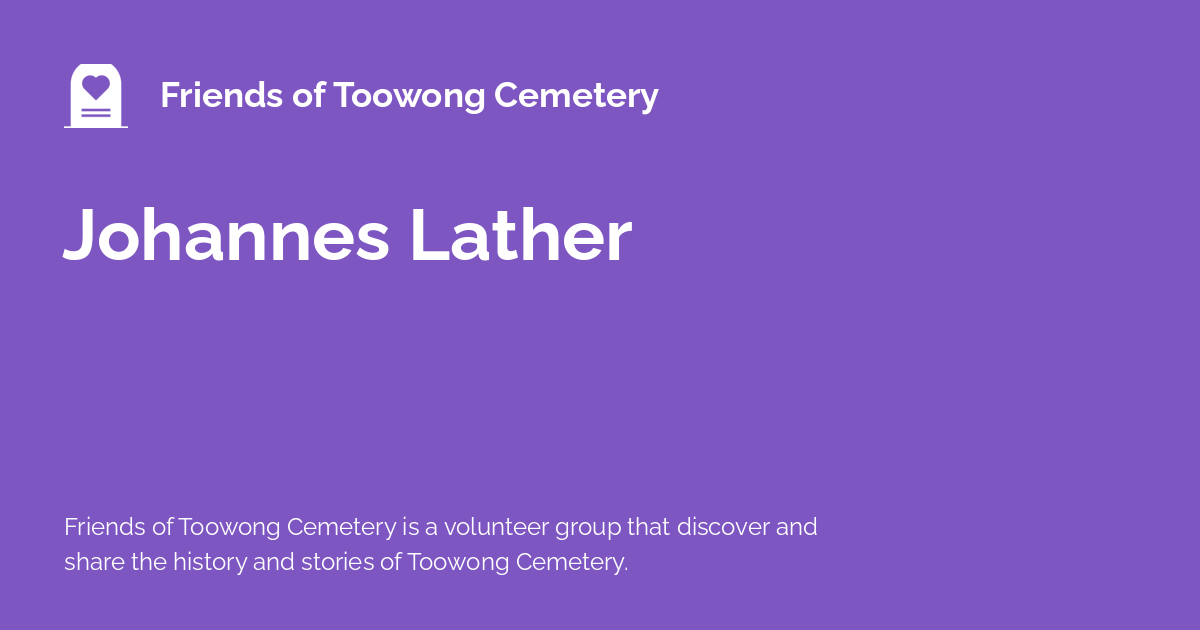 Friends of Toowong Cemetery
Johannes Lather
Friends of Toowong Cemetery is a volunteer group that discover and
share the history and stories of Toowong Cemetery.